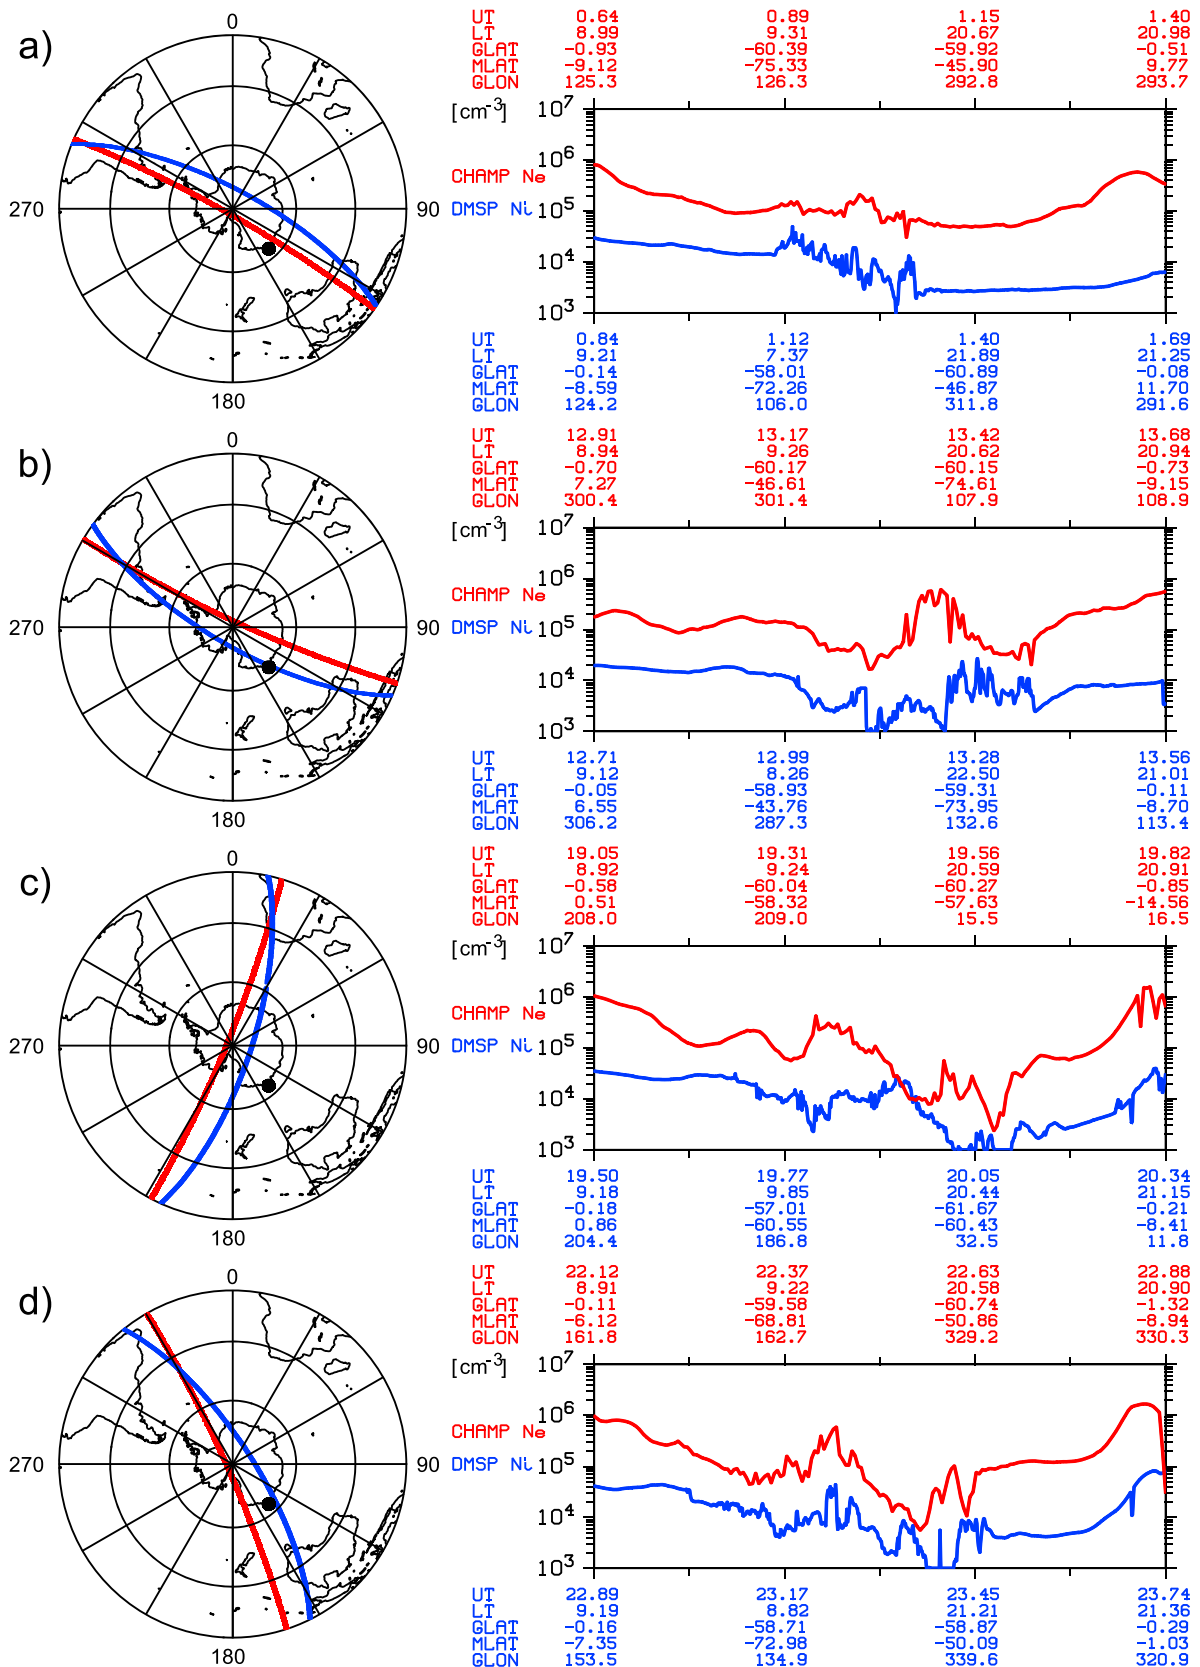 a)
0
270
90
180
UT 0.64 0.89 1.15 1.40
LT 8.99 9.31 20.67 20.98
GLAT -0.93 -60.39 -59.92 -0.51
MLAT -9.12 -75.33 -45.90 9.77
GLON 125.3 126.3 292.8 293.7
[cm-3]
10^7
10^6
CHAMP Ne
10^5
DMSP Ni
10^4
10^3
UT 0.84 1.12 1.40 1.69
LT 9.21 7.37 21.89 21.25
GLAT -0.14 -58.01 -60.89 -0.08
MLAT -8.59 -72.26 -46.87 11.70
GLON 124.2 106.0 311.8 291.6
b)
0
270
90
180
UT 12.91 13.17 13.42 13.68
LT 8.94 9.26 20.62 20.94
GLAT -0.70 -60.17 -60.15 -0.73
MLAT 7.27 -46.61 -74.61 -9.15
GLON 300.4 301.4 107.9 108.9
[cm-3]
10^7
10^6
CHAMP Ne
10^5
DMSP Ni
10^4
10^3
UT 12.71 12.99 13.28 13.56
LT 9.12 8.26 22.50 21.01
GLAT -0.05 -58.93 -59.31 -0.11
MLAT 6.55 -43.76 -73.95 -8.70
GLON 306.2 287.3 132.6 113.4
c)
0
270
90
180
UT 19.05 19.31 19.56 19.82
LT 8.92 9.24 20.59 20.91
GLAT -0.58 -60.04 -60.27 -0.85
MLAT 0.51 -58.32 -57.63 -14.56
GLON 208.0 209.0 15.5 16.5
[cm-3]
10^7
10^6
CHAMP Ne
10^5
DMSP Ni
10^4
10^3
UT 19.50 19.77 20.05 20.34
LT 9.18 9.85 20.44 21.15
GLAT -0.18 -57.01 -61.67 -0.21
MLAT 0.86 -60.55 -60.43 -8.41
GLON 204.4 186.8 32.5 11.8
d)
0
270
90
180
UT 22.12 22.37 22.63 22.88
LT 8.91 9.22 20.58 20.90
GLAT -0.11 -59.58 -60.74 -1.32
MLAT -6.12 -68.81 -50.86 -8.94
GLON 161.8 162.7 329.2 330.3
[cm-3]
10^7
10^6
CHAMP Ne
10^5
DMSP Ni
10^4
10^3
UT 22.89 23.17 23.45 23.74
LT 9.19 8.82 21.21 21.36
GLAT -0.16 -58.71 -58.87 -0.29
MLAT -7.35 -72.98 -50.09 -1.03
GLON 153.5 134.9 339.6 320.9